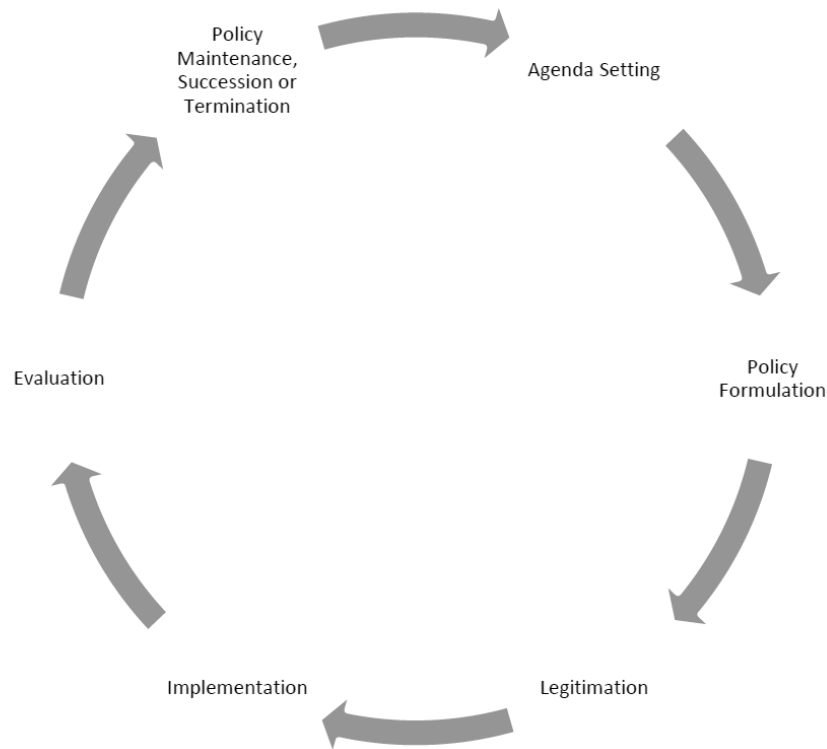 Policy
Maintenance,
Succession or
Termination
Agenda Setting
Policy
Formulation
Legitimation
Implementation
Evaluation